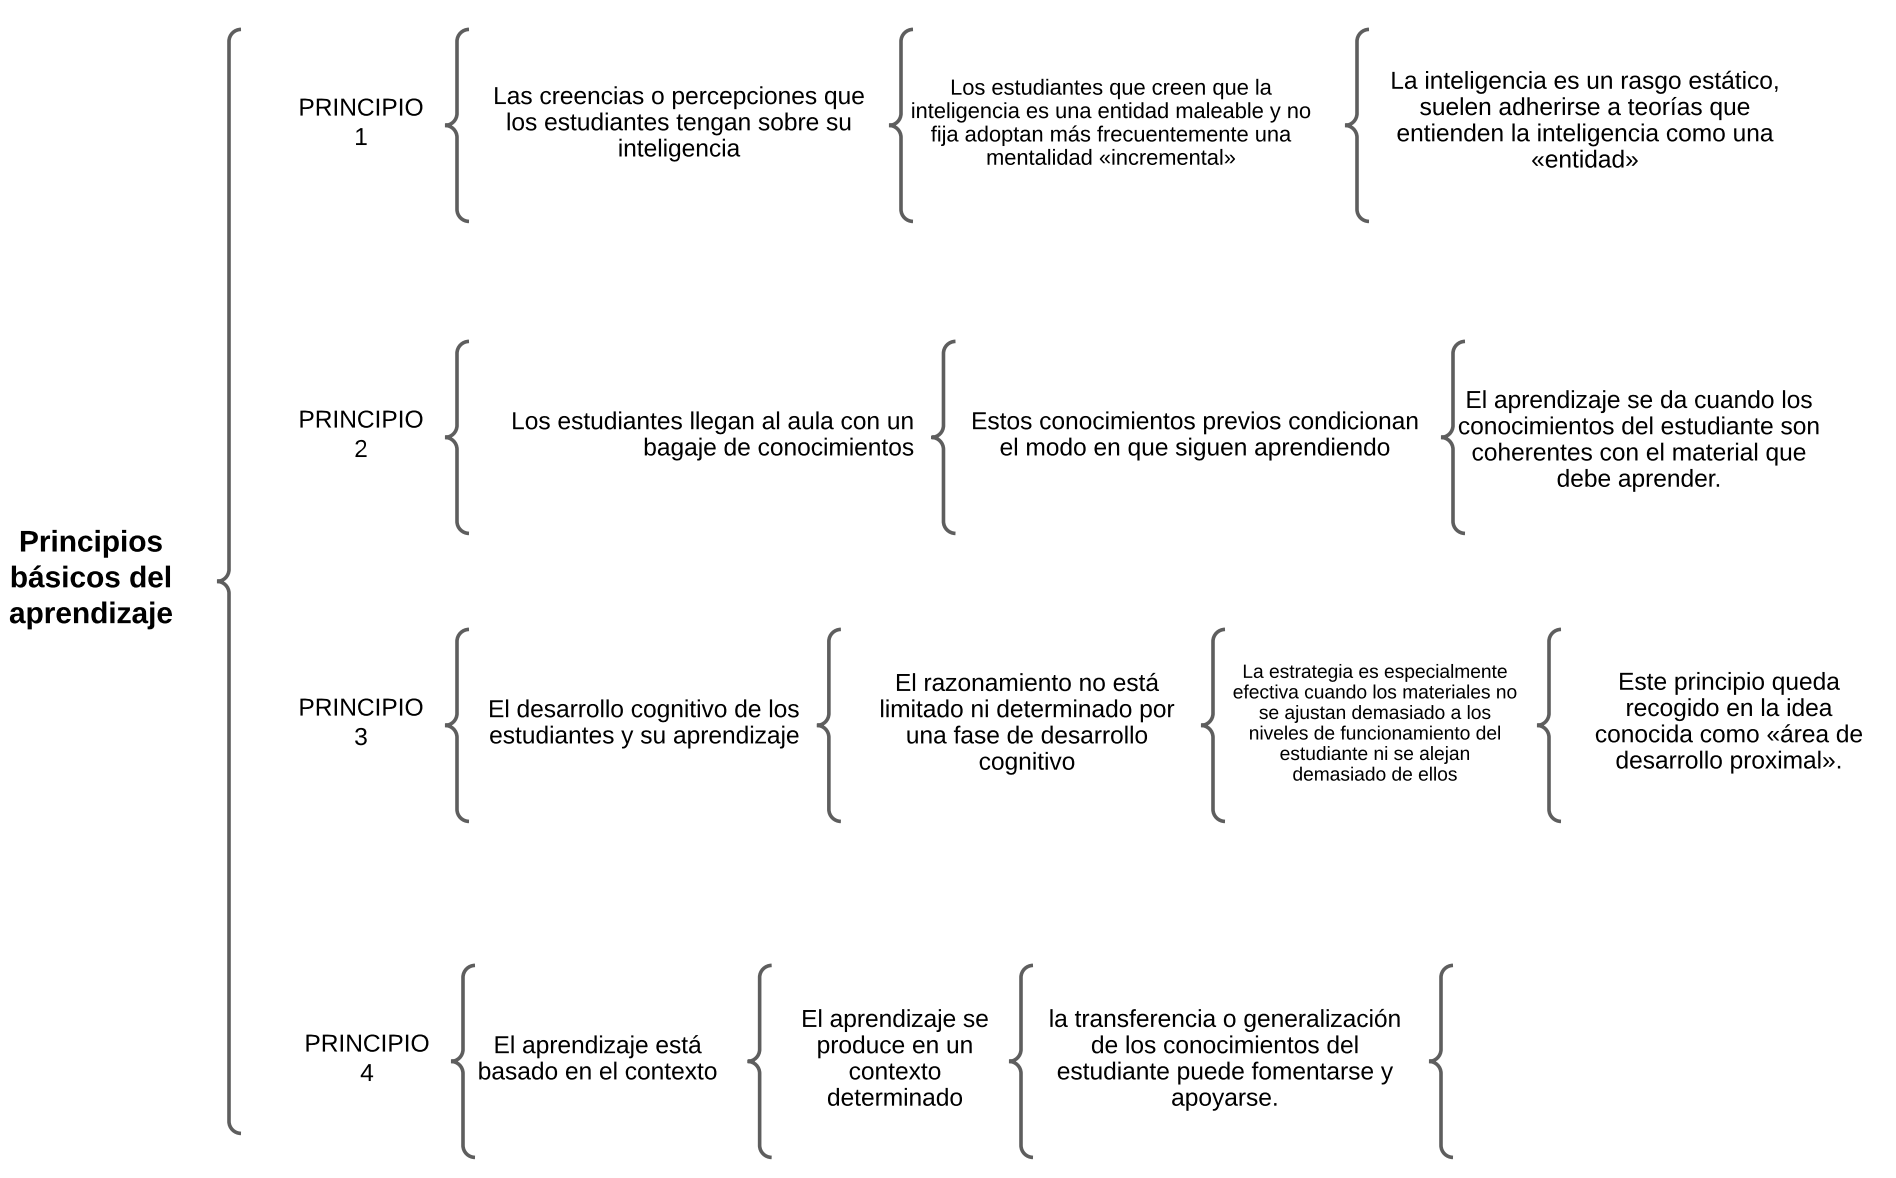 Principios
básicos del
aprendizaje
PRINCIPIO
1
Las creencias o percepciones que
los estudiantes tengan sobre su
inteligencia
Los estudiantes que creen que la
inteligencia es una entidad maleable y no
fija adoptan más frecuentemente una
mentalidad «incremental»
La inteligencia es un rasgo estático,
suelen adherirse a teorías que
entienden la inteligencia como una
«entidad»
PRINCIPIO
2
Los estudiantes llegan al aula con un
bagaje de conocimientos
Estos conocimientos previos condicionan
el modo en que siguen aprendiendo
El aprendizaje se da cuando los
conocimientos del estudiante son
coherentes con el material que
debe aprender.
PRINCIPIO
3
El desarrollo cognitivo de los
estudiantes y su aprendizaje
El razonamiento no está
limitado ni determinado por
una fase de desarrollo
cognitivo
La estrategia es especialmente
efectiva cuando los materiales no
se ajustan demasiado a los
niveles de funcionamiento del
estudiante ni se alejan
demasiado de ellos
Este principio queda
recogido en la idea
conocida como «área de
desarrollo proximal».
PRINCIPIO
4
El aprendizaje está
basado en el contexto
El aprendizaje se
produce en un
contexto
determinado
la transferencia o generalización
de los conocimientos del
estudiante puede fomentarse y
apoyarse.